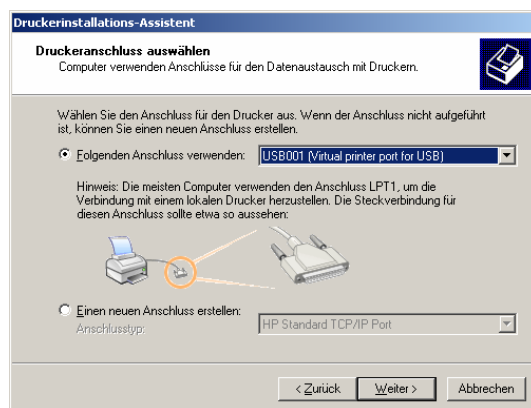 Druckerinstallations-Assistent
Druckeranschluss auswählen
Computer verwenden Anschlüsse für den Datenaustausch mit Druckern.
Wählen Sie den Anschluss für den Drucker aus. Wenn der Anschluss nicht aufgeführt
ist, können Sie einen neuen Anschluss erstellen.
Folgenden Anschluss verwenden: USB001 (Virtual printer port for USB)
Hinweis: Die meisten Computer verwenden den Anschluss LPT1, um die
Verbindung mit einem lokalen Drucker herzustellen. Die Steckverbindung für
diesen Anschluss sollte etwa so aussehen:
Einen neuen Anschluss erstellen:
Anschlusstyp: HP Standard TCP/IP Port
< Zurück Weiter > Abbrechen